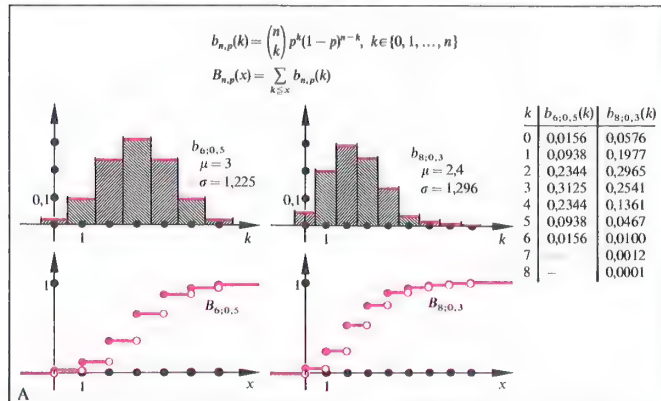 b_{n,p}(k) = \binom{n}{k} p^k(1−p)^{n−k}, k∈{0, 1, ..., n}
B_{n,p}(x) = \sum_{k≦x} b_{n,p}(k)
b_{6;0,5}
μ = 3
σ = 1,225
0,1
1
k
b_{8;0,3}
μ = 2,4
σ = 1,296
0,1
1
k
k b_{6;0,5}(k) b_{8;0,3}(k)
0 0,0156 0,0576
1 0,0938 0,1977
2 0,2344 0,2965
3 0,3125 0,2541
4 0,2344 0,1361
5 0,0938 0,0467
6 0,0156 0,0100
7 – 0,0012
8 – 0,0001
1
B_{6;0,5}
1
x
1
B_{8;0,3}
1
x
A